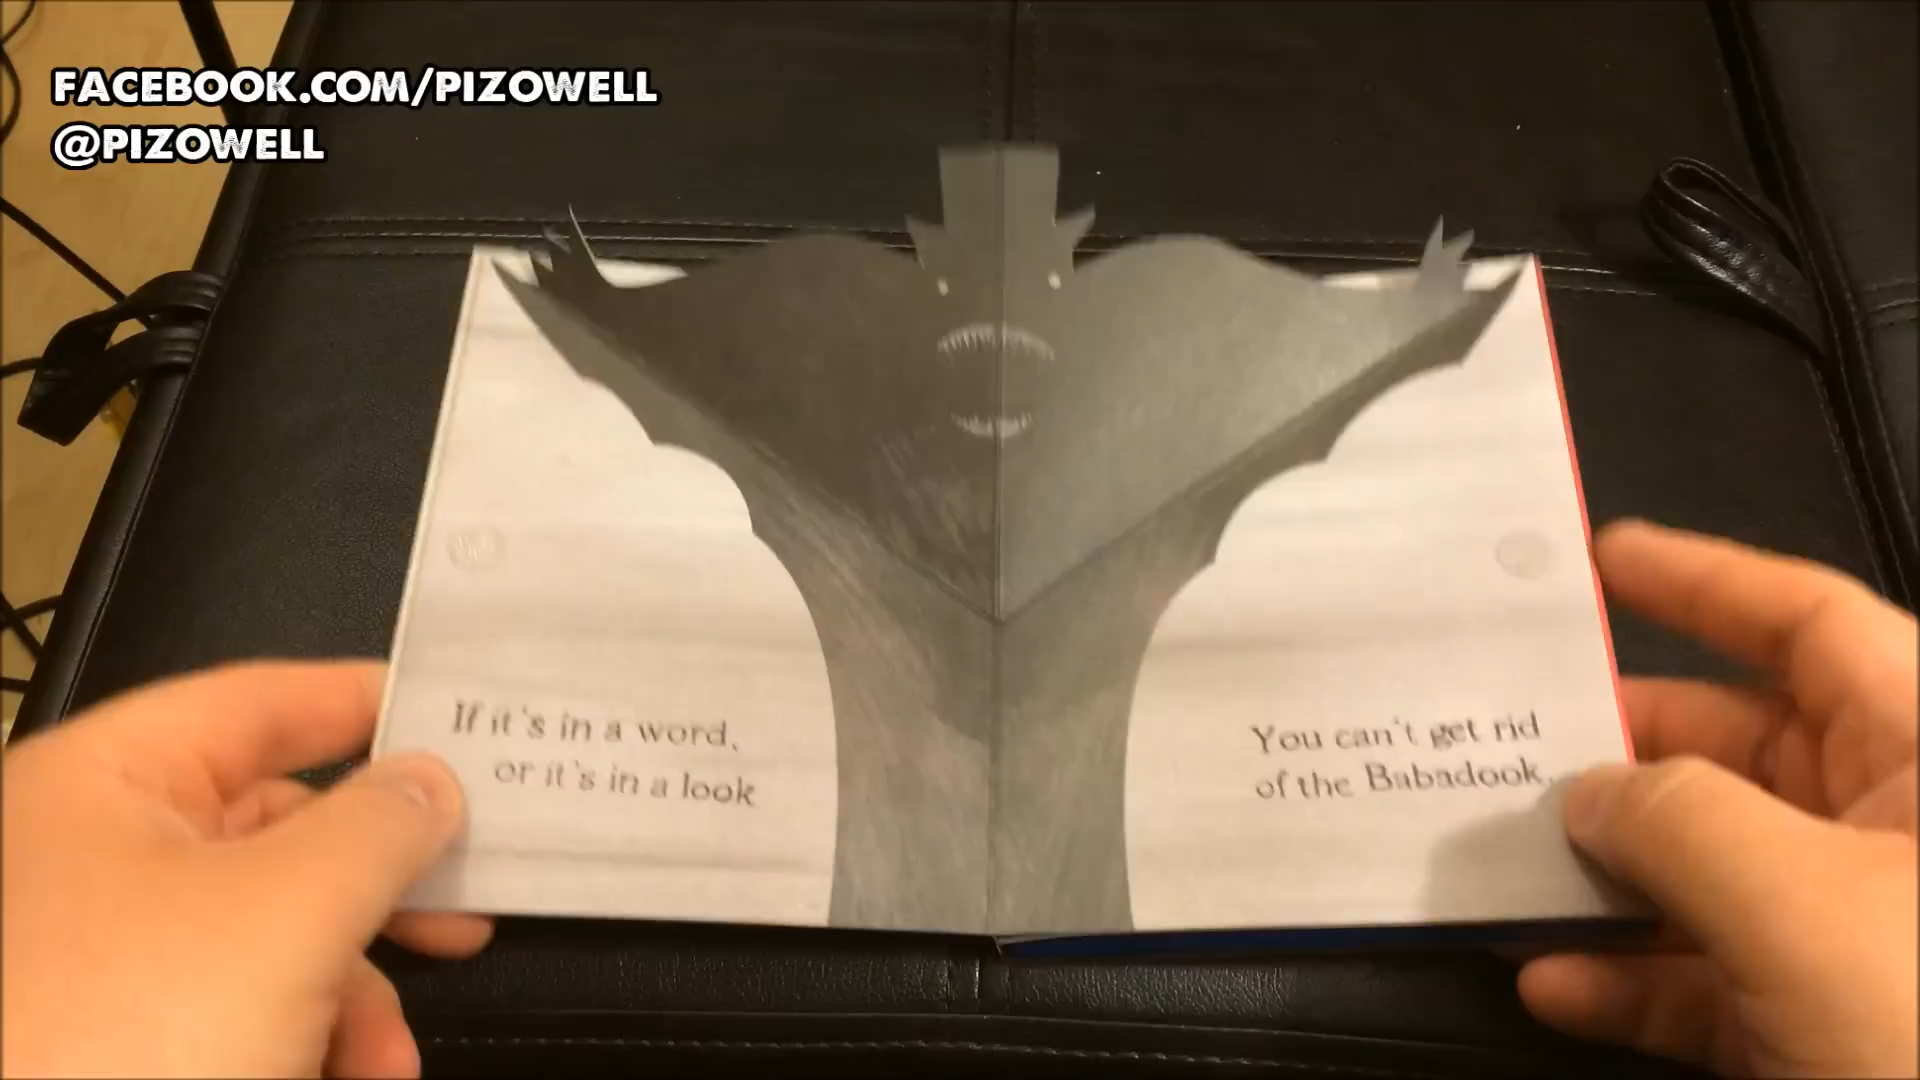 FACEBOOK.COM/PIZOWELL
@PIZOWELL
If it's in a word,
or it's in a look
You can't get rid
of the Babadook.